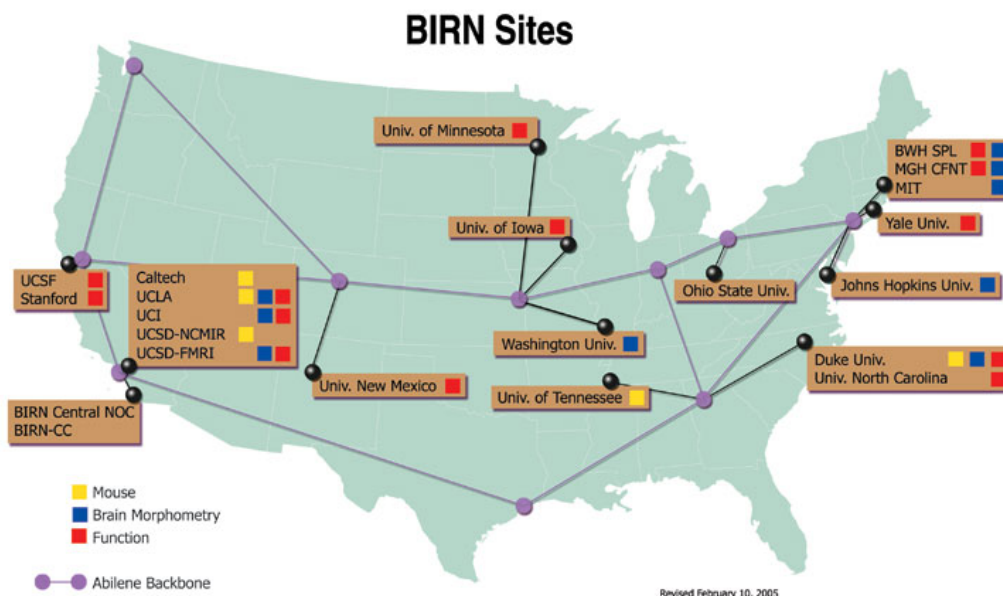 BIRN Sites
Univ. of Minnesota
BWH SPL
MGH CFNT
MIT
Univ. of Iowa
Yale Univ.
UCSF
Stanford
Caltech
UCLA
UCI
UCSD-NCMIR
UCSD-FMRI
Ohio State Univ.
Johns Hopkins Univ.
Washington Univ.
Duke Univ.
Univ. North Carolina
Univ. New Mexico
Univ. of Tennessee
BIRN Central NOC
BIRN-CC
Mouse
Brain Morphometry
Function
Abilene Backbone
Revised February 10, 2005